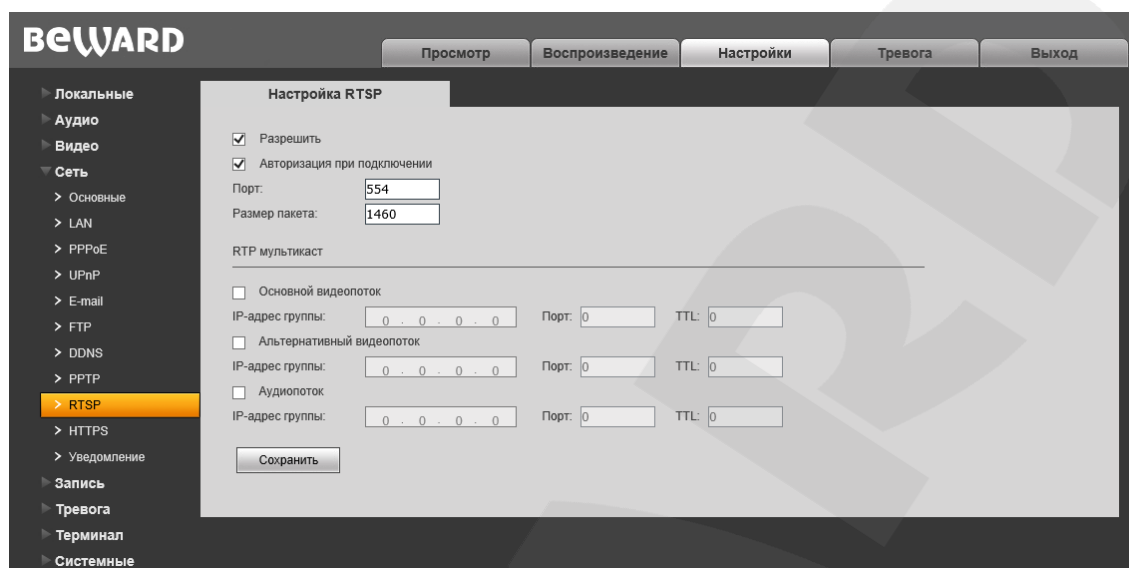 BEWARD
Просмотр Воспроизведение Настройки Тревога Выход
Локальные
Аудио
Видео
Сеть
> Основные
> LAN
> PPPoE
> UPnP
> E-mail
> FTP
> DDNS
> PPTP
> RTSP
> HTTPS
> Уведомление
Запись
Тревога
Терминал
Системные
Настройка RTSP
Разрешить
Авторизация при подключении
Порт: 554
Размер пакета: 1460
RTP мультикаст
Основной видеопоток
IP-адрес группы: 0 . 0 . 0 . 0 Порт: 0 TTL: 0
Альтернативный видеопоток
IP-адрес группы: 0 . 0 . 0 . 0 Порт: 0 TTL: 0
Аудиопоток
IP-адрес группы: 0 . 0 . 0 . 0 Порт: 0 TTL: 0
Сохранить